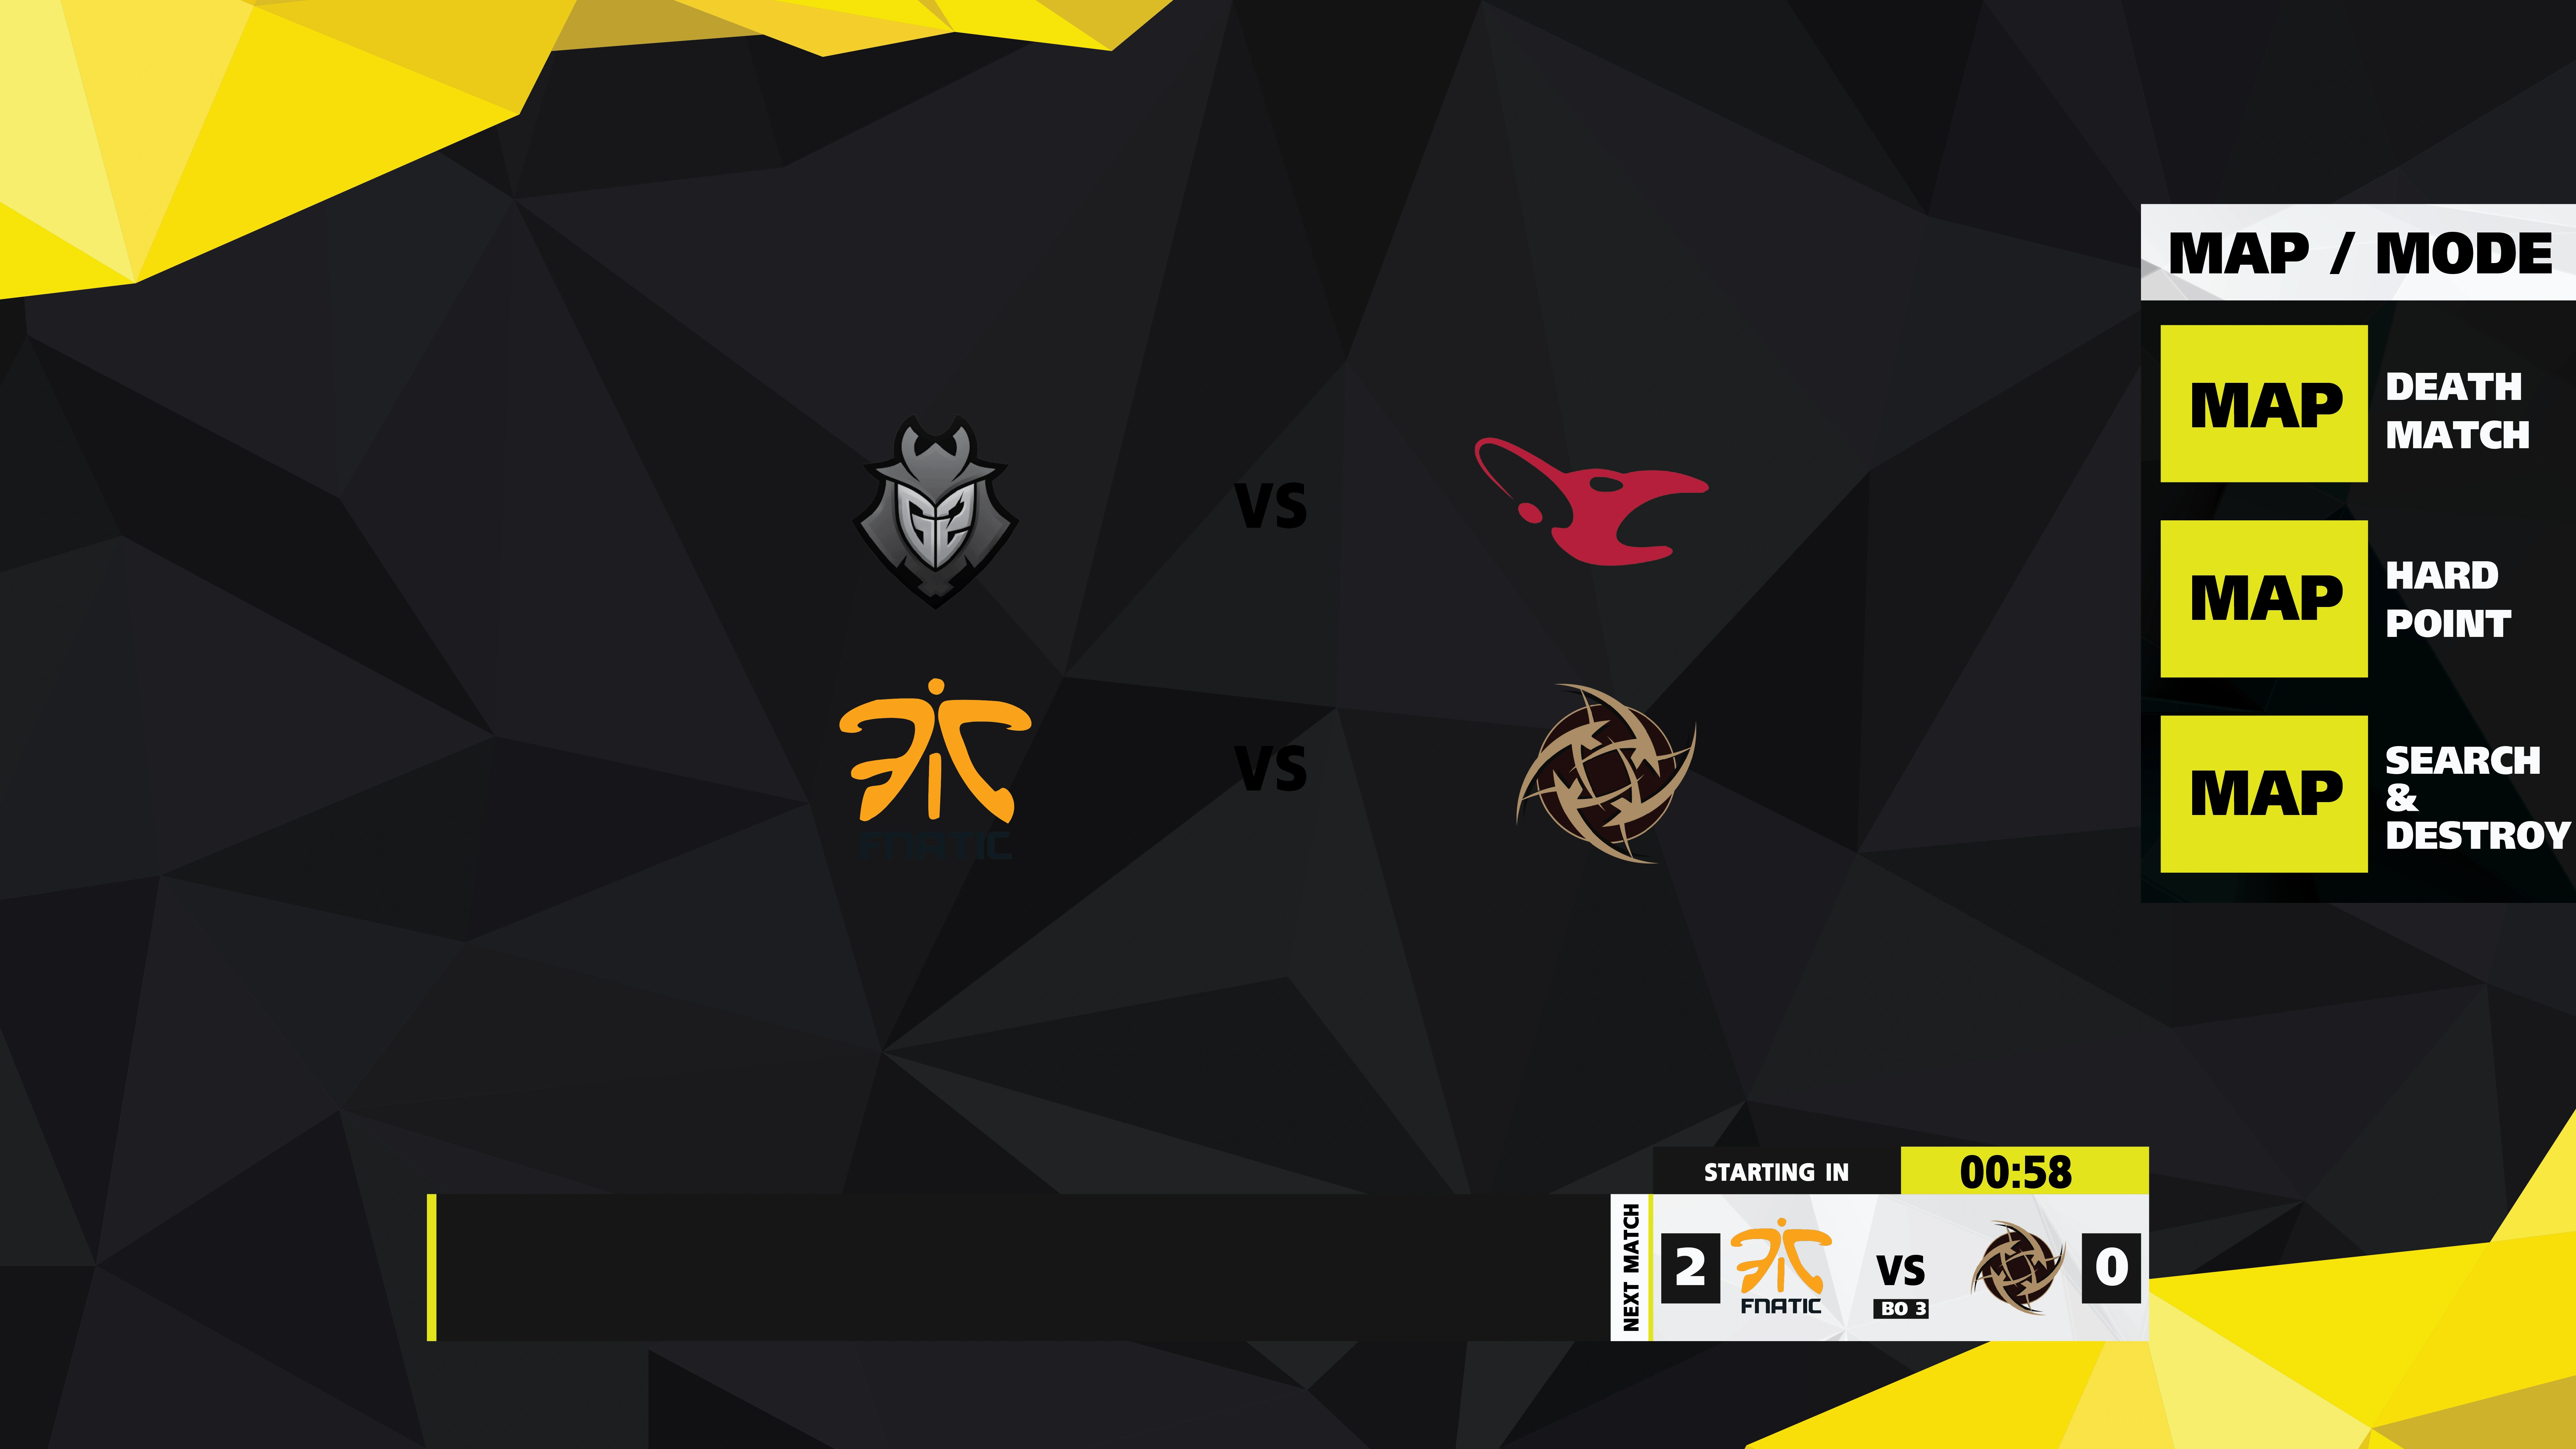 MAP / MODE
MAP
DEATH
MATCH
VS
MAP
HARD
POINT
VS
FNATIC
MAP
SEARCH
&
DESTROY
STARTING IN
00:58
NEXT MATCH
2
FNATIC
VS
BO 3
0